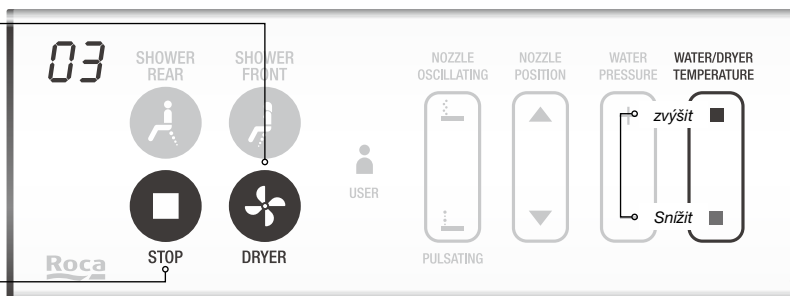 03
SHOWER
REAR
SHOWER
FRONT
NOZZLE
OSCILLATING
NOZZLE
POSITION
WATER
PRESSURE
WATER/DRYER
TEMPERATURE
zvýšit
USER
Snížit
STOP
DRYER
PULSATING
Roca